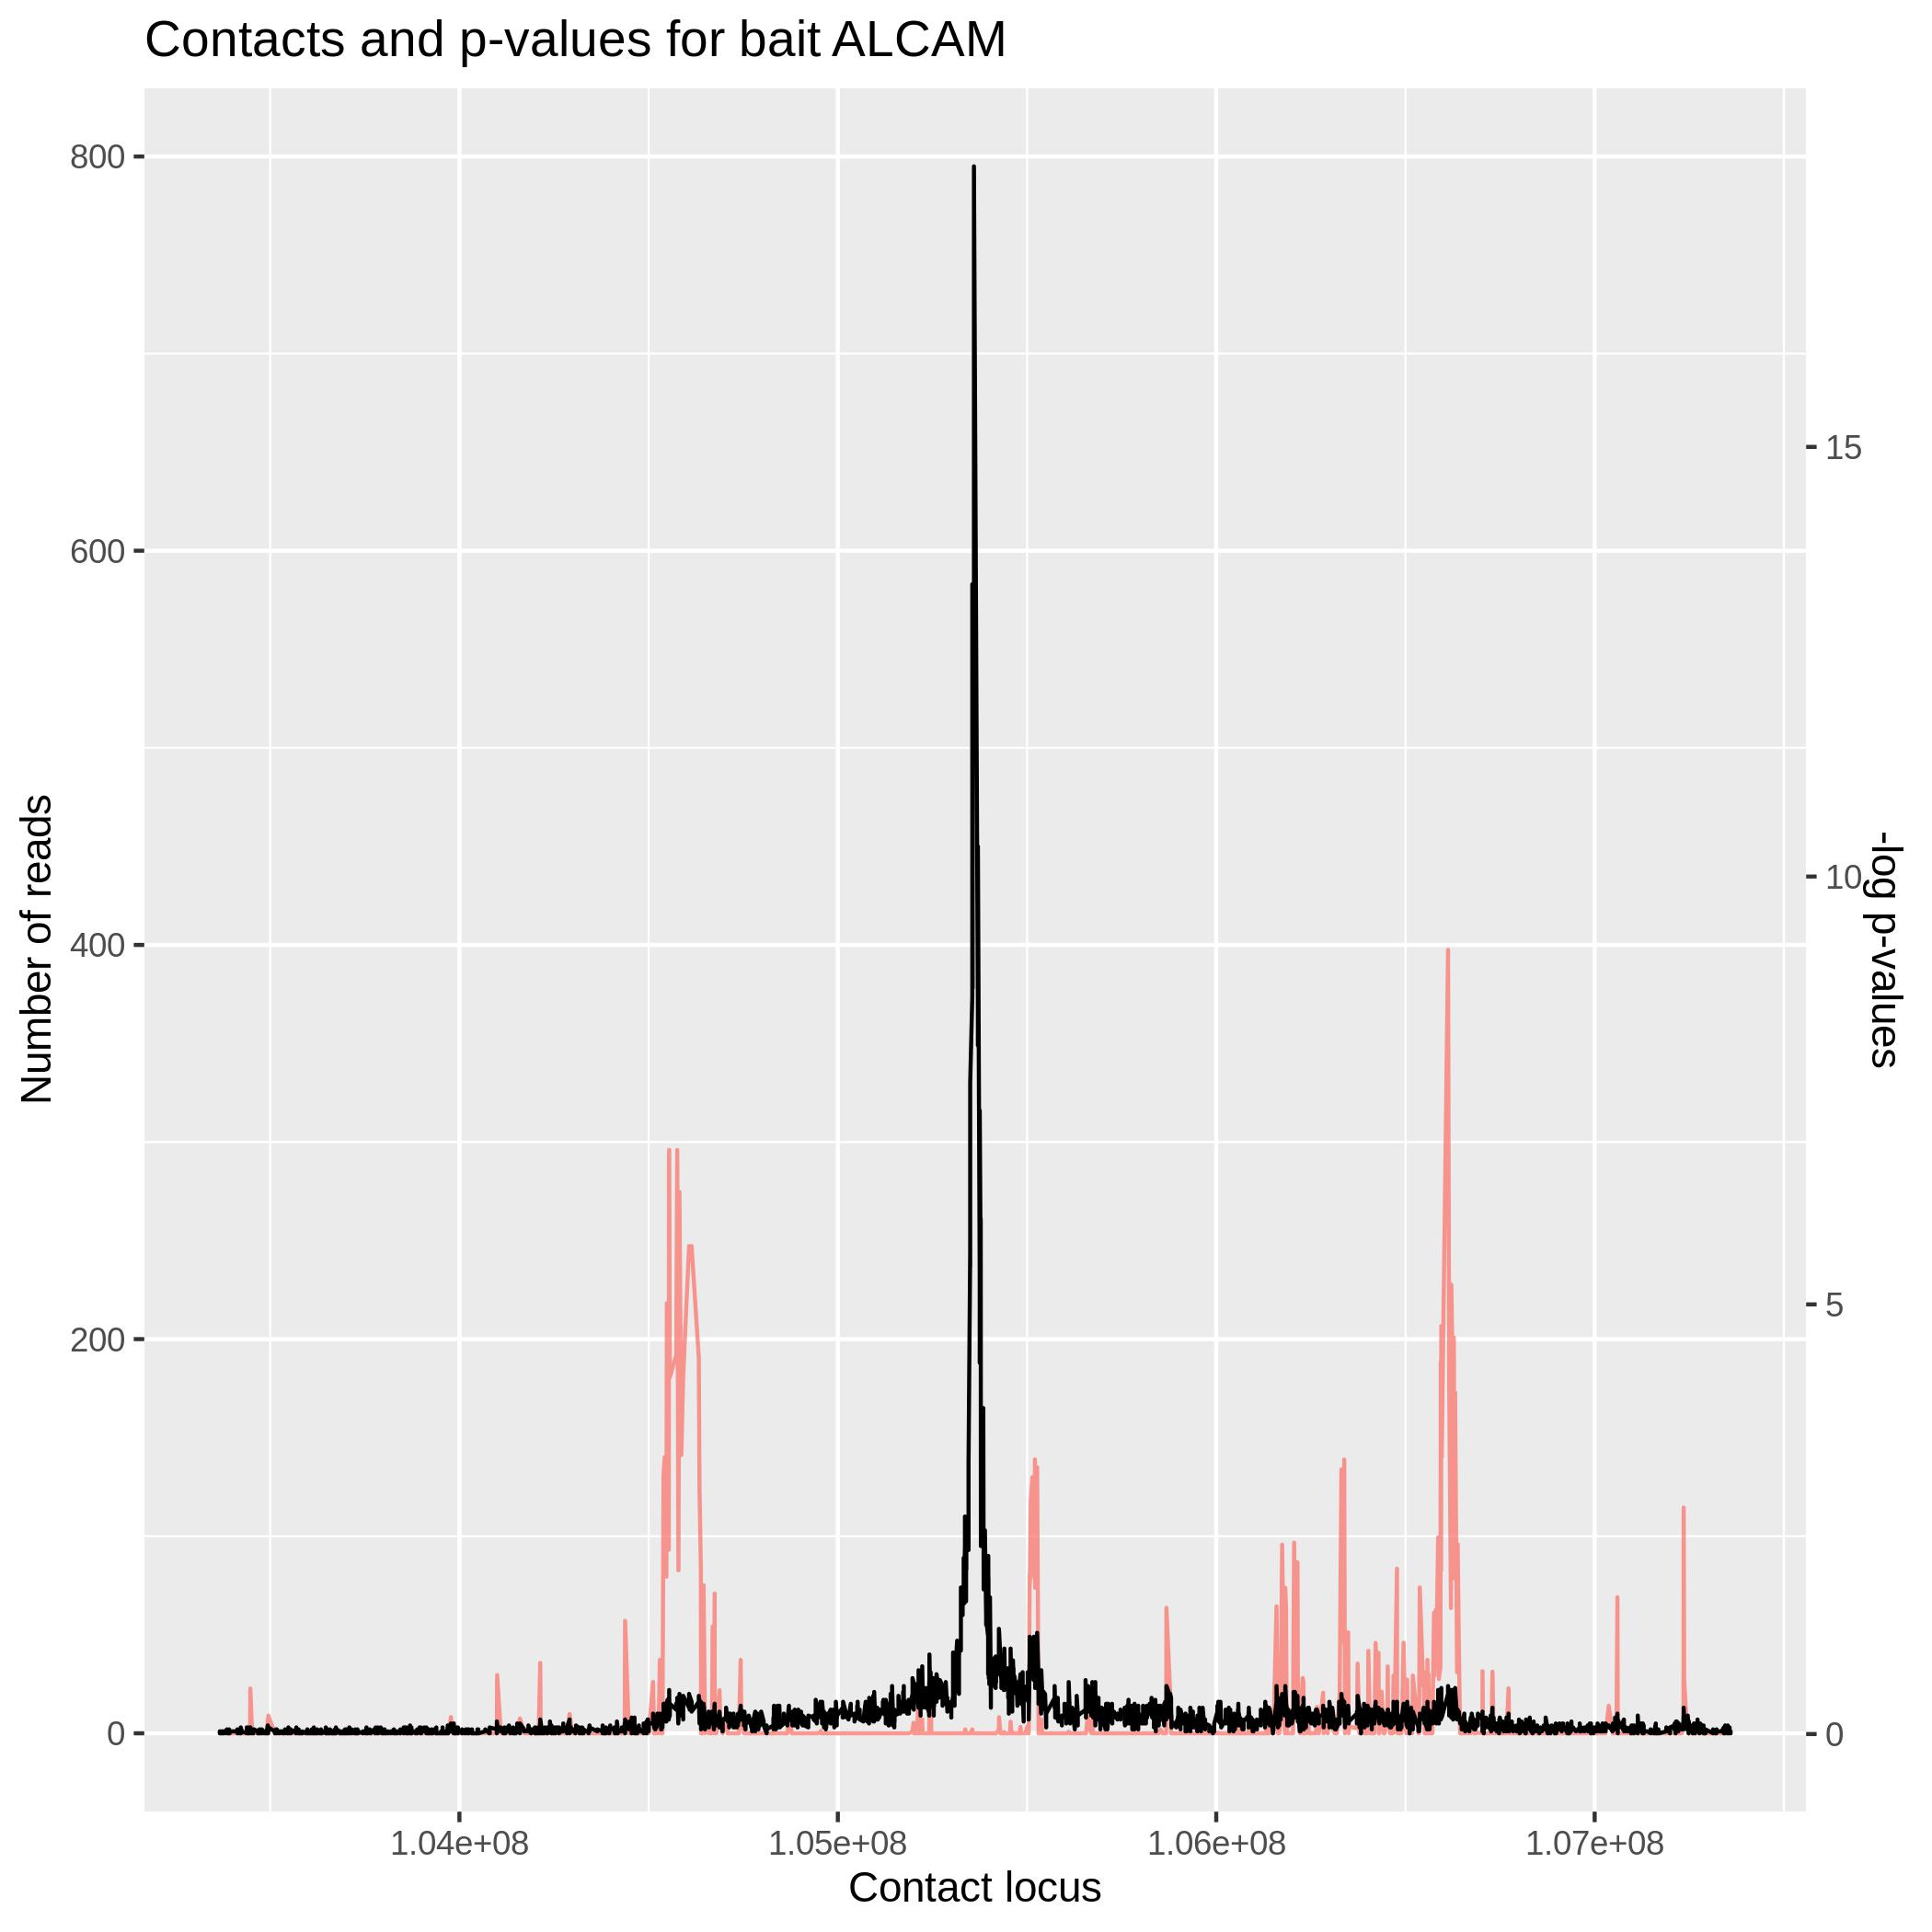 Contacts and p-values for bait ALCAM
800
600
400
200
0
Number of reads
15
10
5
0
-log p-values
1.04e+08 1.05e+08 1.06e+08 1.07e+08
Contact locus